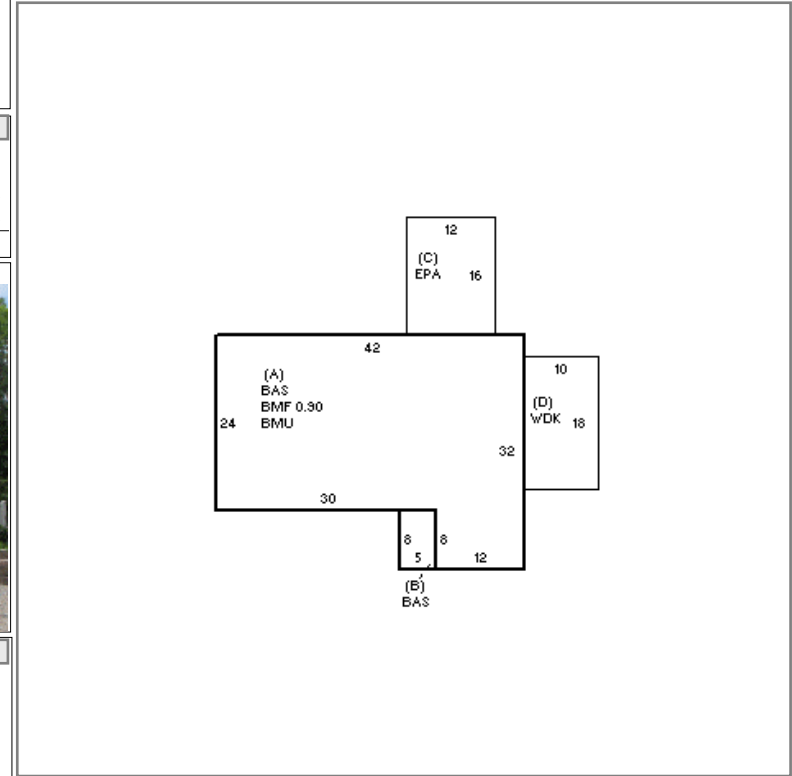 12
(C)
EPA 16
42
10
(A)
BAS
BMF 0.90
BMU
24
(D)
WDK 18
32
30
8 8
5 12
(B)
BAS